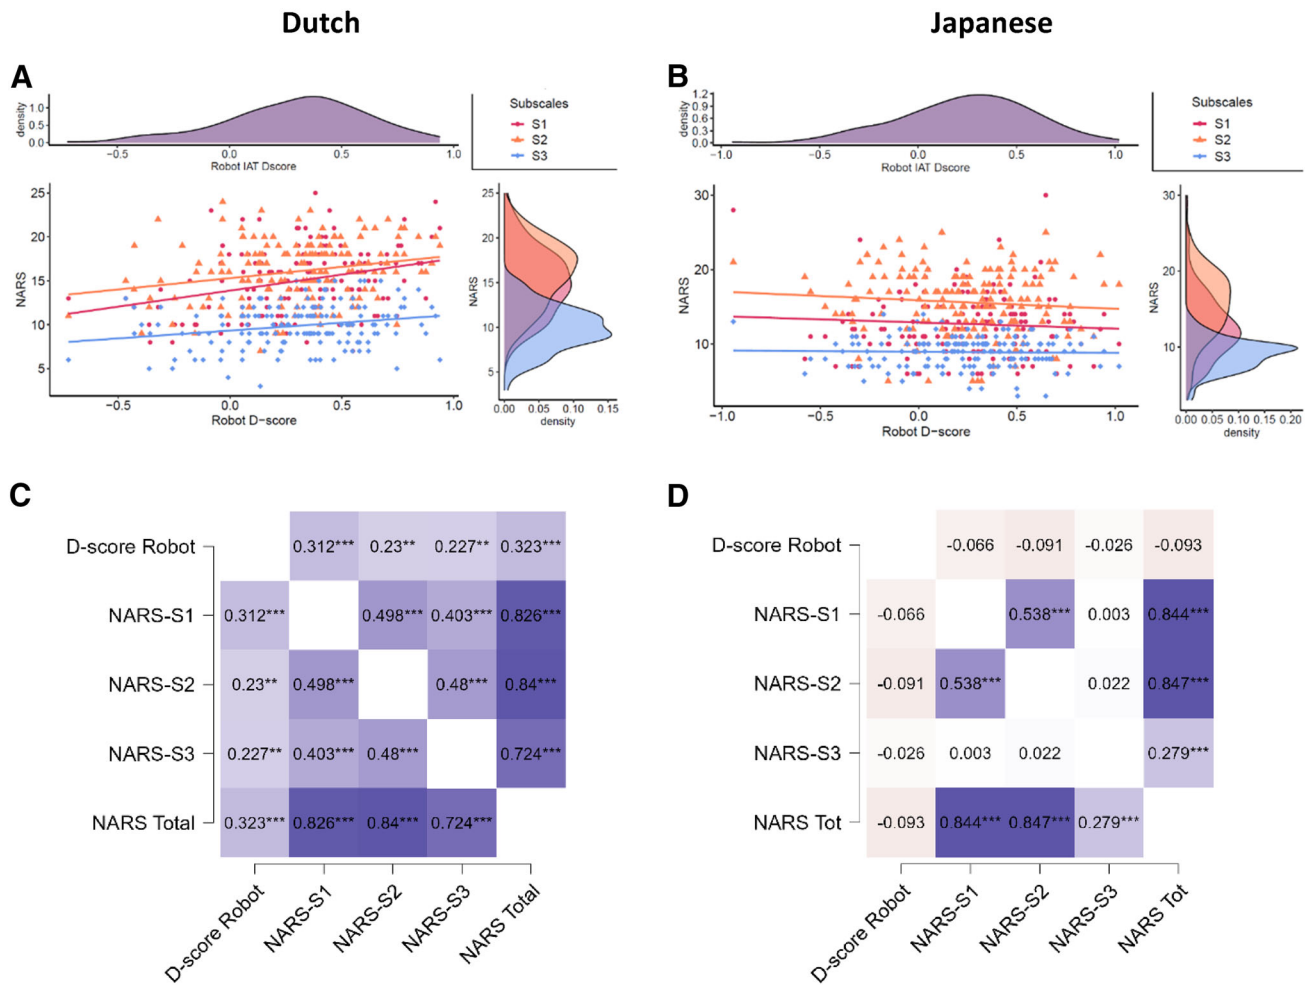 Dutch
Japanese
A
density
1.0
0.5
0.0
−0.5
0.0
0.5
1.0
Robot IAT Dscore
Subscales
S1
S2
S3
NARS
25
20
15
10
5
−0.5
0.0
0.5
1.0
Robot D−score
NARS
25
20
15
10
5
0.00
0.05
0.10
0.15
density
B
density
1.2
0.9
0.6
0.3
0.0
−1.0
−0.5
0.0
0.5
1.0
Robot IAT Dscore
Subscales
S1
S2
S3
NARS
30
20
10
−1.0
−0.5
0.0
0.5
1.0
Robot D−score
NARS
30
20
10
0.00
0.05
0.10
0.15
0.20
density
C
D-score Robot
0.312***
0.23**
0.227**
0.323***
NARS-S1
0.312***
0.498***
0.403***
0.826***
NARS-S2
0.23**
0.498***
0.48***
0.84***
NARS-S3
0.227**
0.403***
0.48***
0.724***
NARS Total
0.323***
0.826***
0.84***
0.724***
D-score Robot
NARS-S1
NARS-S2
NARS-S3
NARS Total
D
D-score Robot
-0.066
-0.091
-0.026
-0.093
NARS-S1
-0.066
0.538***
0.003
0.844***
NARS-S2
-0.091
0.538***
0.022
0.847***
NARS-S3
-0.026
0.003
0.022
0.279***
NARS Tot
-0.093
0.844***
0.847***
0.279***
D-score Robot
NARS-S1
NARS-S2
NARS-S3
NARS Tot